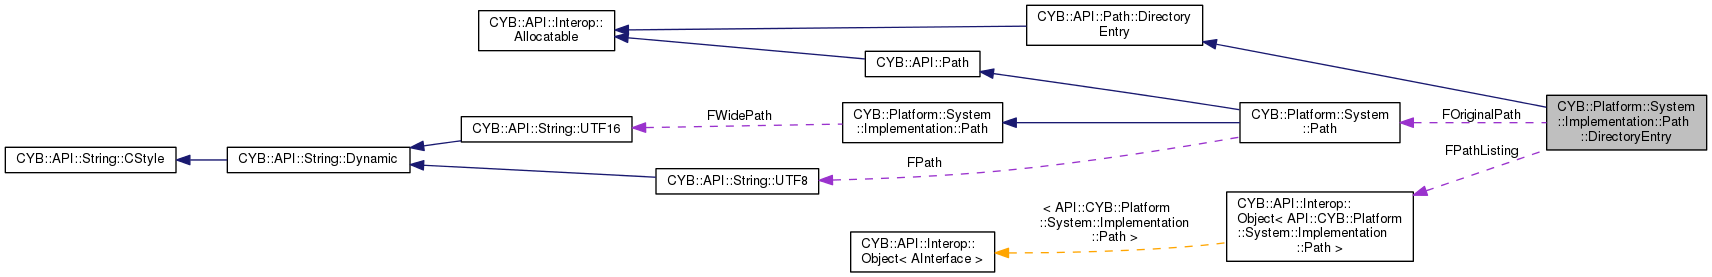 CYB::API::Interop::
Allocatable
CYB::API::Path::Directory
Entry
CYB::API::Path
CYB::Platform::System
::Implementation::Path
::DirectoryEntry
FOriginalPath
CYB::Platform::System
::Path
CYB::Platform::System
::Implementation::Path
FWidePath
CYB::API::String::UTF16
CYB::API::String::CStyle
CYB::API::String::Dynamic
FPath
CYB::API::String::UTF8
FPathListing
CYB::API::Interop::
Object< API::CYB::Platform
::System::Implementation
::Path >
< API::CYB::Platform
::System::Implementation
::Path >
CYB::API::Interop::
Object< AInterface >